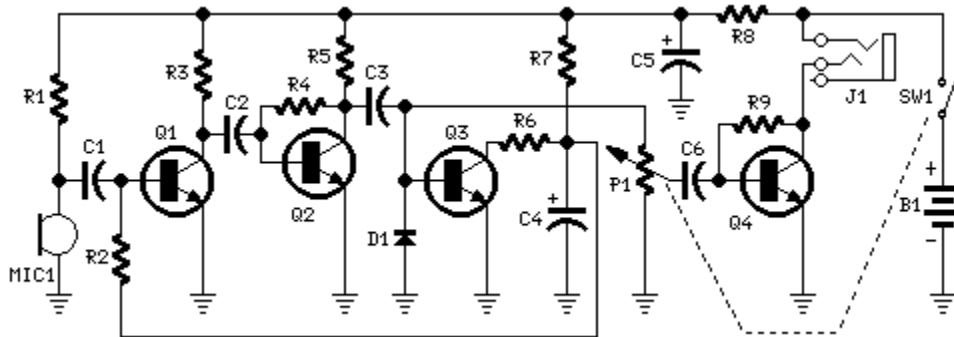 R1
MIC1
C1
R2
R3
Q1
C2
R4
R5
Q2
C3
D1
Q3
R6
R7
C4
+
P1
C5
+
R8
C6
R9
Q4
J1
SW1
B1
+
-